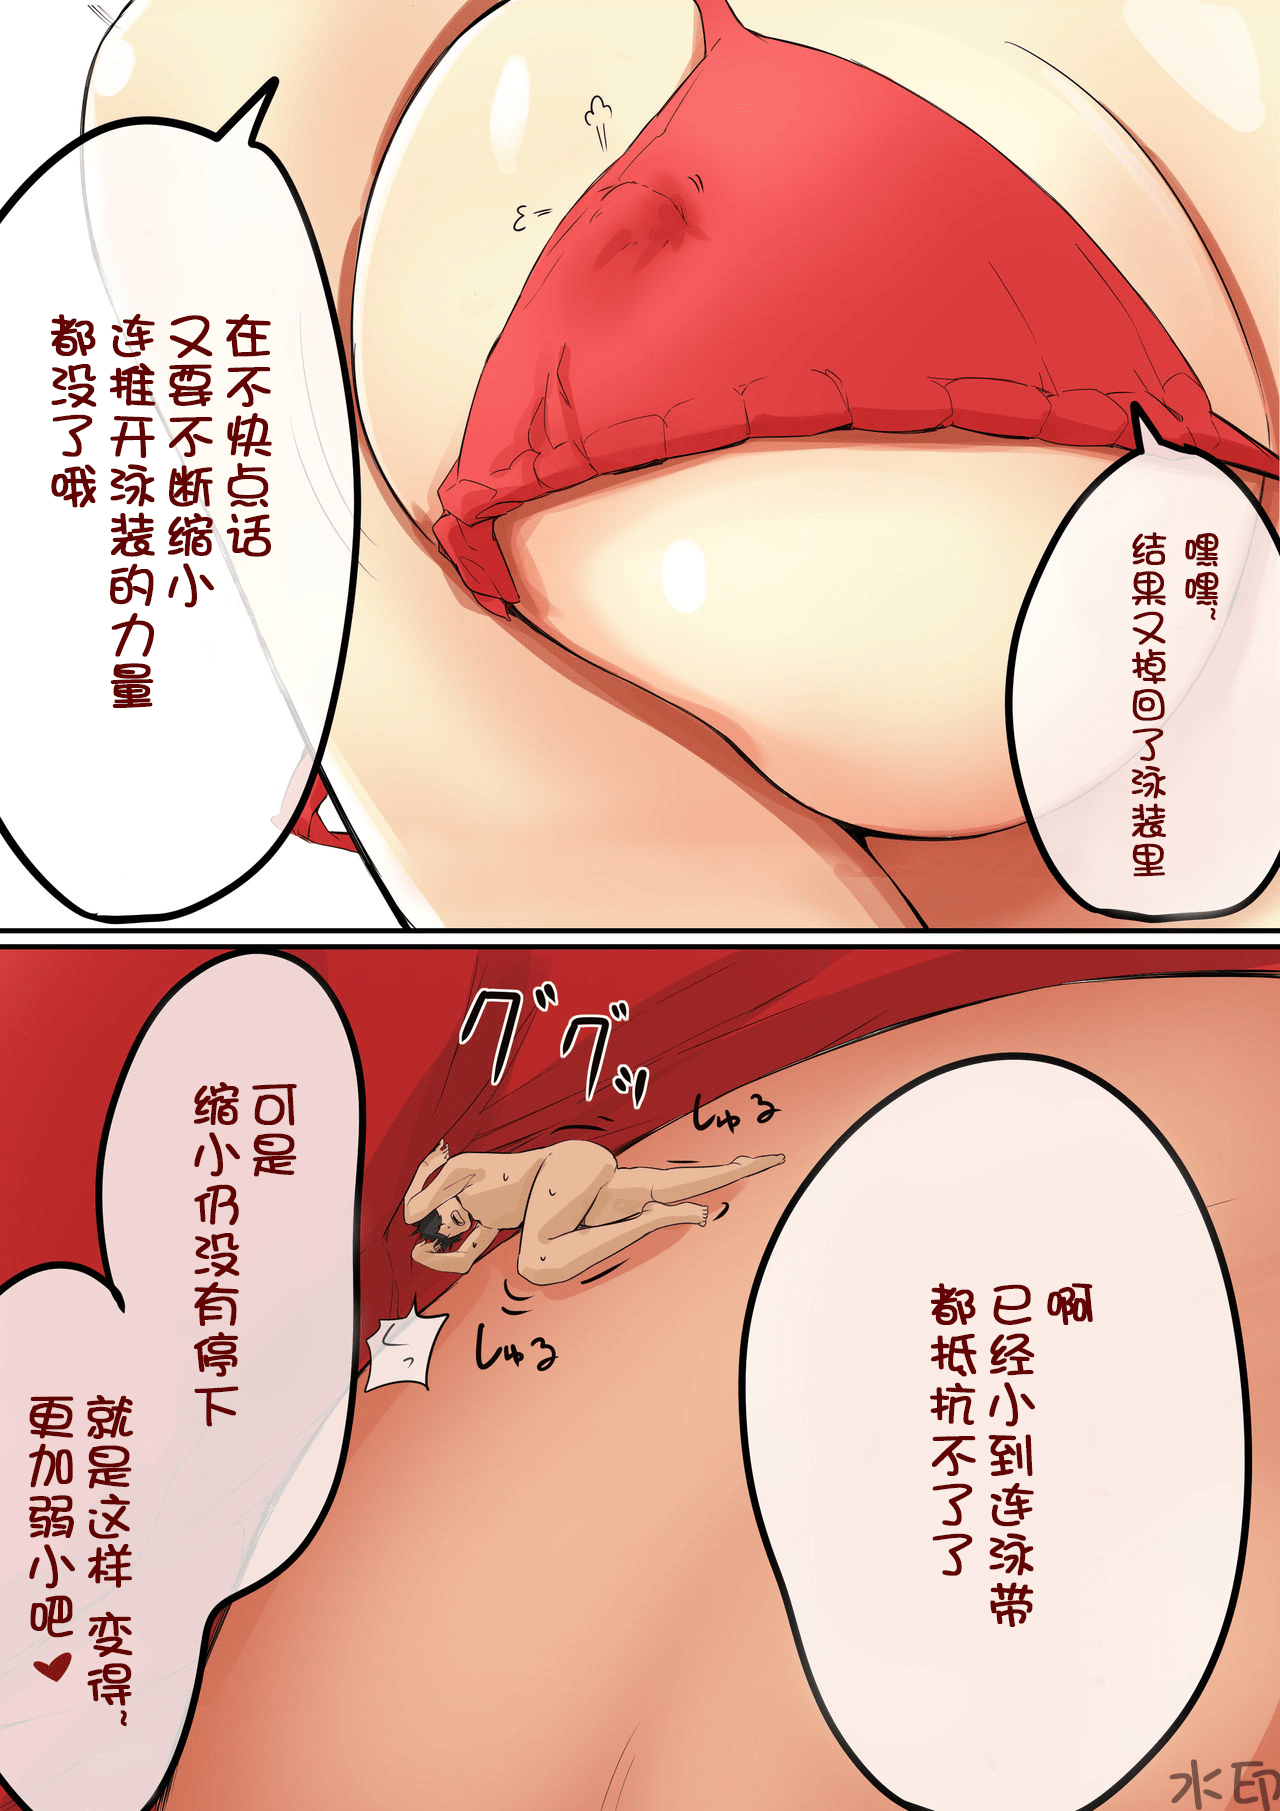 嘿嘿~
结果又掉回了泳装里
在不快点话
又要不断缩小
连推开泳装的力量
都没了哦
グググッ
しゅる
しゅる
啊
已经小到连泳带
都抵抗不了了
可是
缩小仍没有停下
就是这样 变得~
更加弱小吧♥
水印